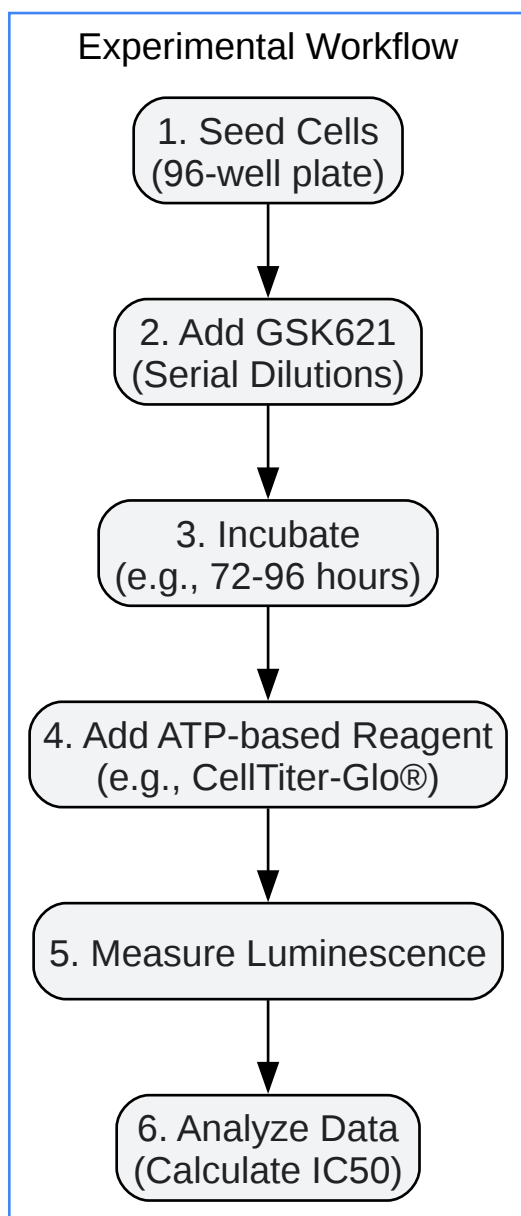 Experimental Workflow
1. Seed Cells
(96-well plate)
2. Add GSK621
(Serial Dilutions)
3. Incubate
(e.g., 72-96 hours)
4. Add ATP-based Reagent
(e.g., CellTiter-Glo®)
5. Measure Luminescence
6. Analyze Data
(Calculate IC50)